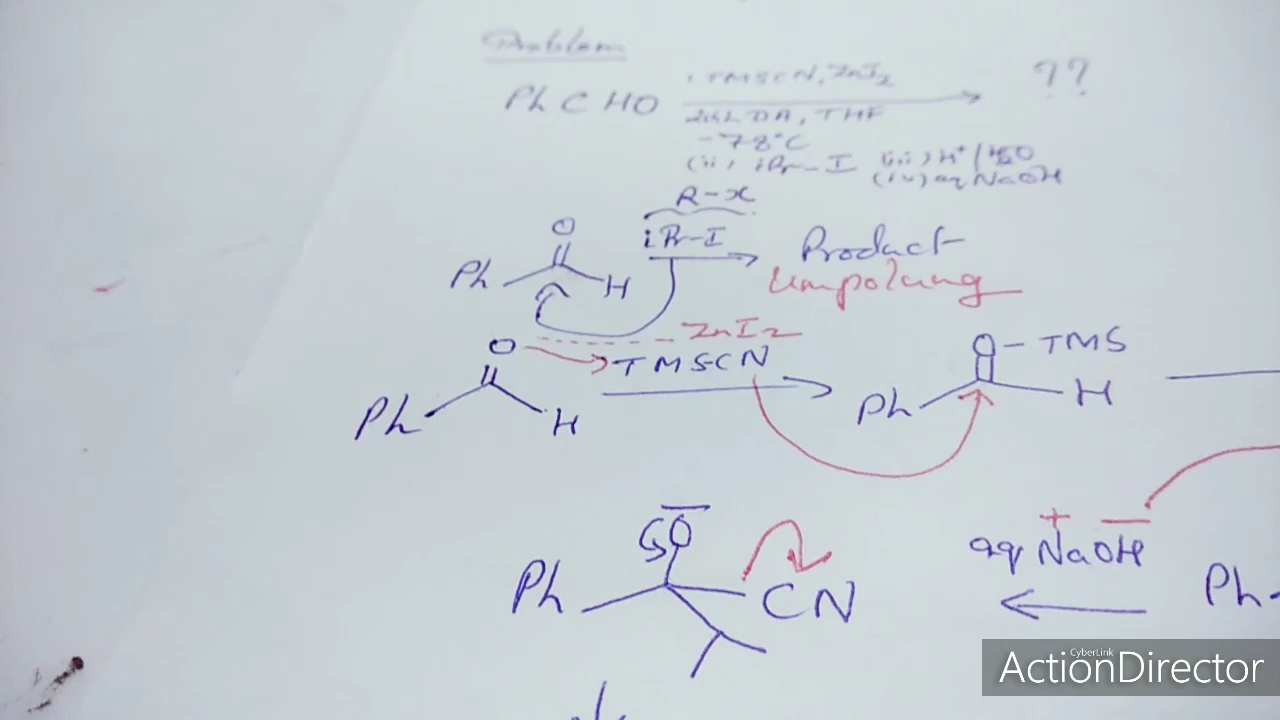 Problem
PhCHO 1 TMSCN, ZnI2 ??
LDA, THF
-78°C
(ii) iPr-I (iii) H+/H2O
(iv) aq NaOH
R-x
O iPr-I Product
Ph H Umpolung
ZnI2
O TMSCN O-TMS
Ph H Ph H
O + –
aq NaOH
Ph CN Ph
CyberLink
ActionDirector